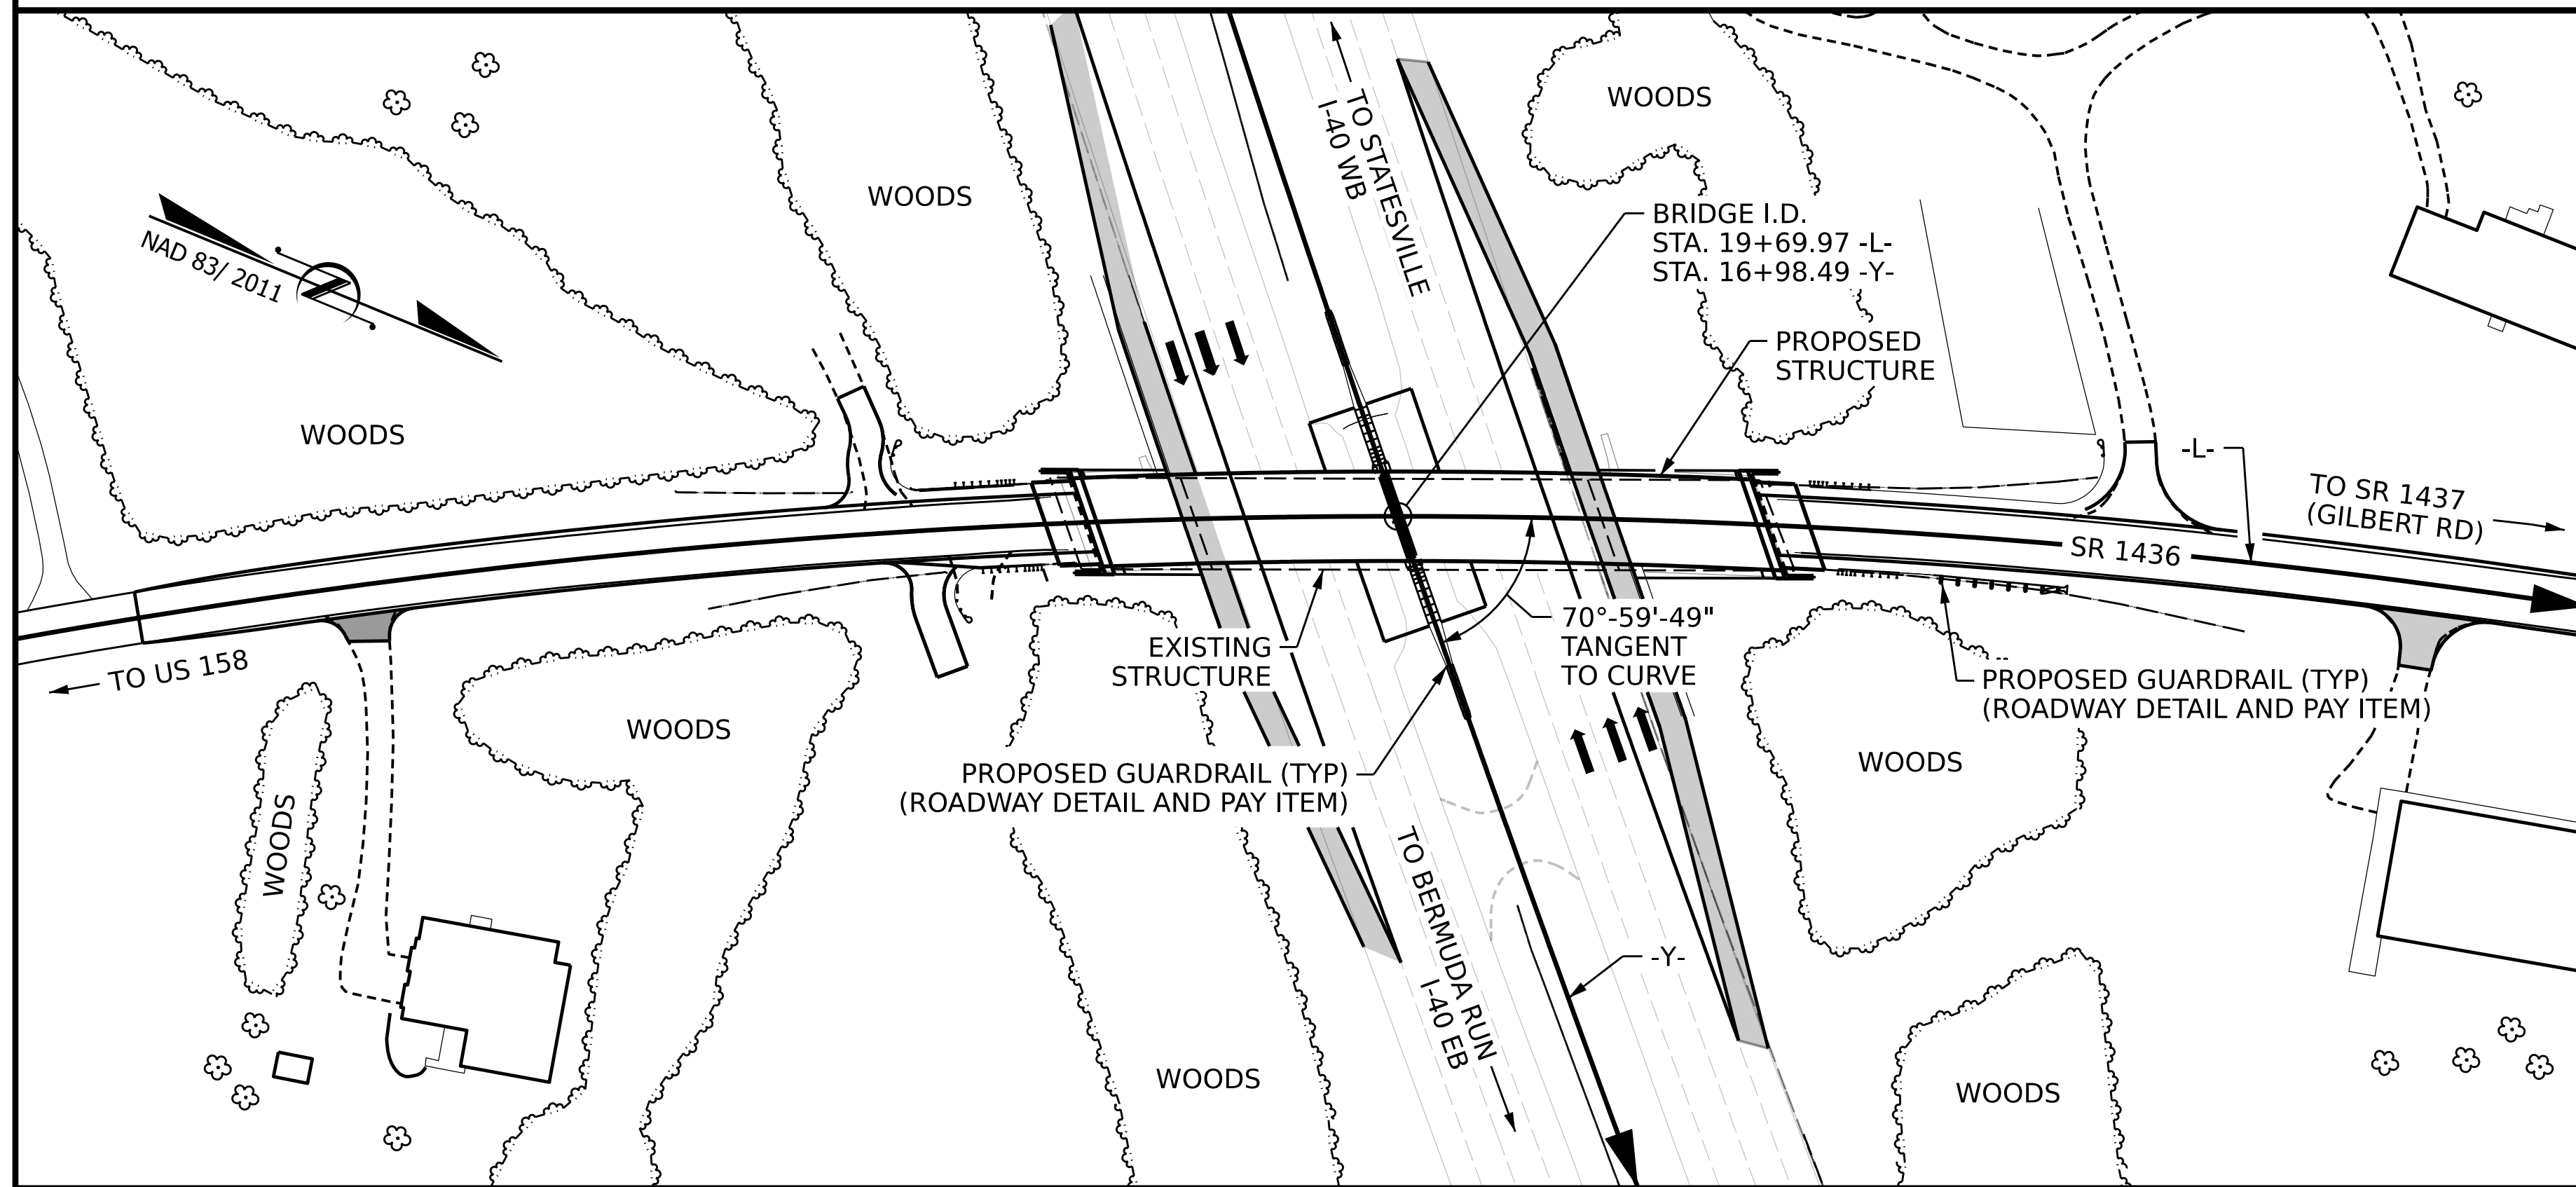 WOODS
WOODS
TO STATESVILLE
I-40 WB
BRIDGE I.D.
STA. 19+69.97 -L-
STA. 16+98.49 -Y-
NAD 83/ 2011
N
PROPOSED
STRUCTURE
WOODS
-L-
TO SR 1437
(GILBERT RD)
SR 1436
70°-59'-49"
TANGENT
TO CURVE
EXISTING
STRUCTURE
TO US 158
PROPOSED GUARDRAIL (TYP)
(ROADWAY DETAIL AND PAY ITEM)
WOODS
WOODS
PROPOSED GUARDRAIL (TYP)
(ROADWAY DETAIL AND PAY ITEM)
WOODS
TO BERMUDA RUN
I-40 EB
-Y-
WOODS
WOODS